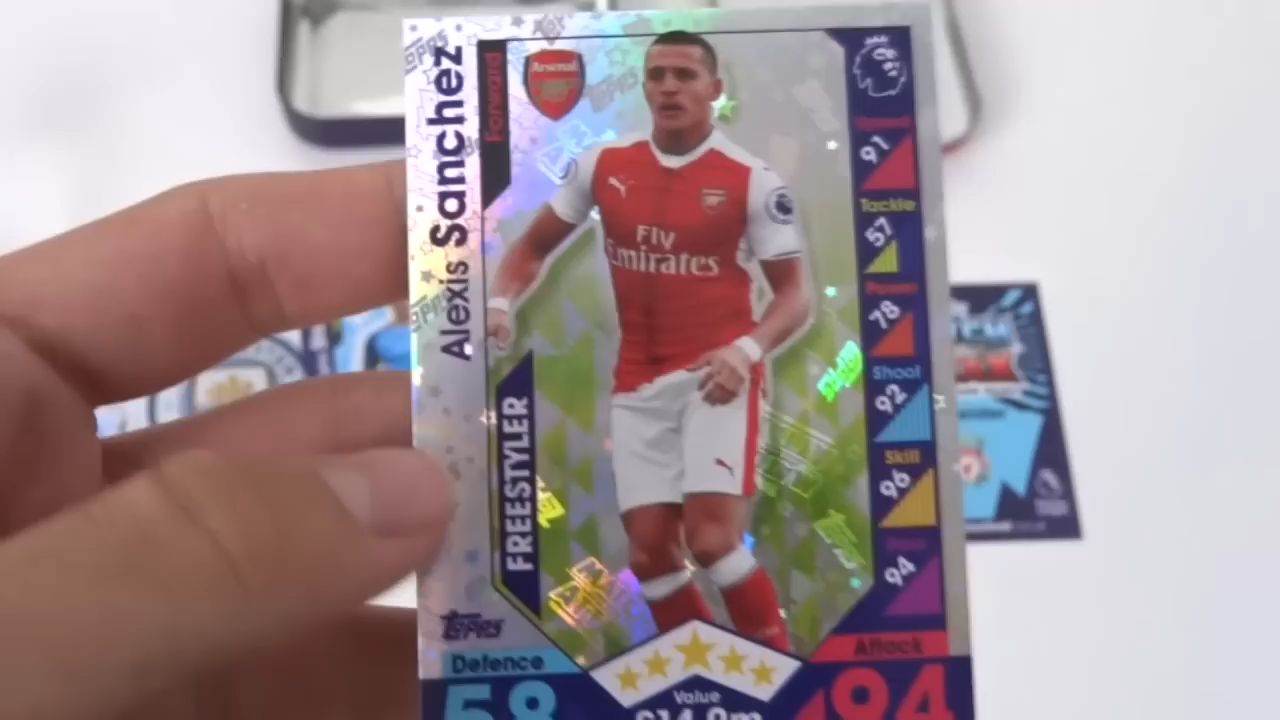 Alexis Sanchez
Forward
Arsenal
91
Tackle
57
Power
78
Shoot
92
Skill
96
94
FLY
Emirates
FREESTYLER
TOPPS
Defence
58
Value
Attack
94